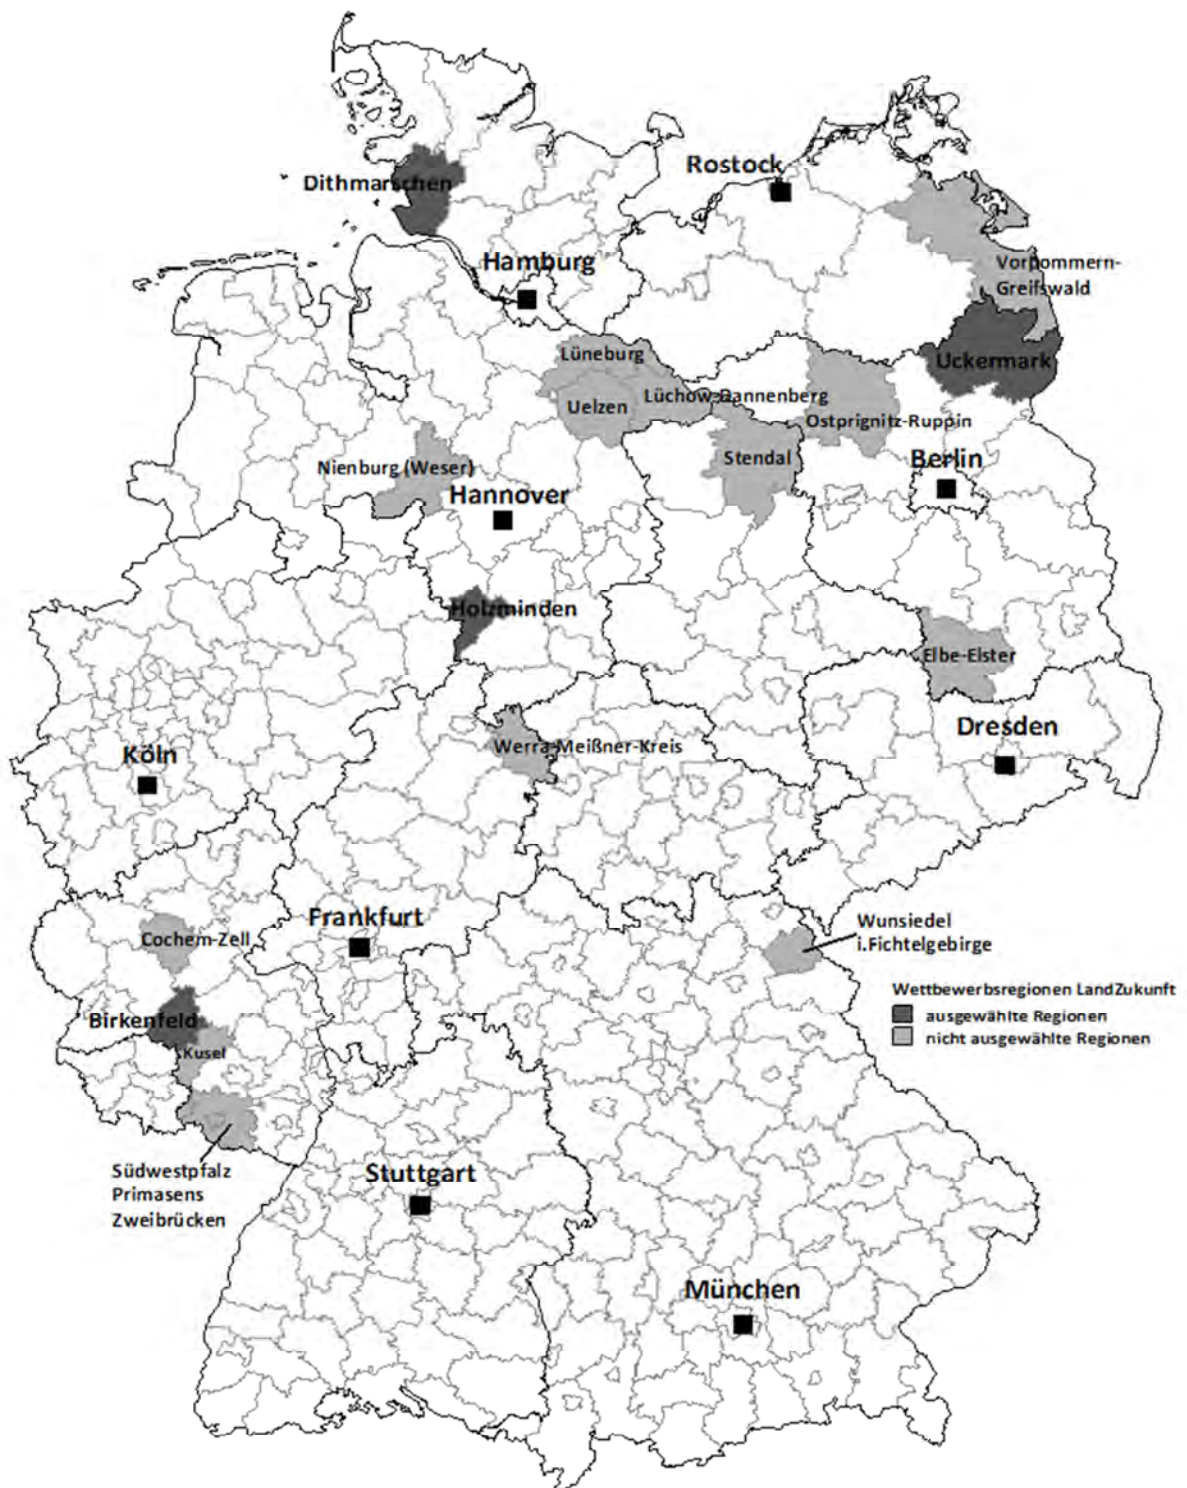 Rostock
Dithmarschen
Hamburg
Vorpommern-
Greifswald
Lüneburg
Uckermark
Lüchow-Dannenberg
Uelzen
Ostprignitz-Ruppin
Stendal
Berlin
Nienburg (Weser)
Hannover
Holzminden
Elbe-Elster
Dresden
Werra-Meißner-Kreis
Köln
Frankfurt
Wunsiedel
i.Fichtelgebirge
Cochem-Zell
Wettbewerbsregionen LandZukunft
ausgewählte Regionen
nicht ausgewählte Regionen
Birkenfeld
Kusel
Südwestpfalz
Primasens
Zweibrücken
Stuttgart
München